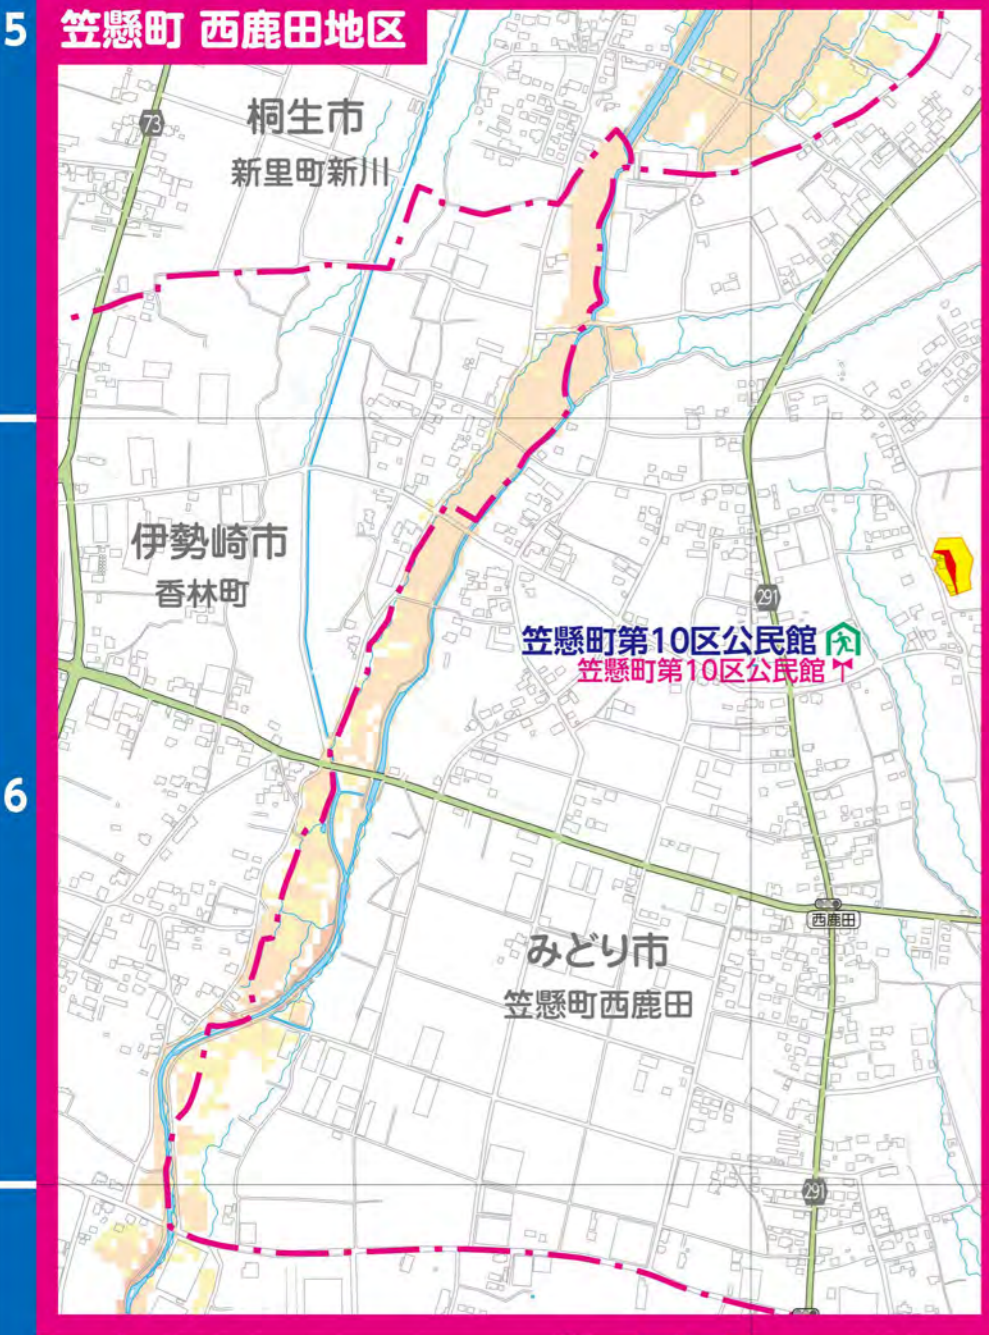 5
笠懸町 西鹿田地区
73
桐生市
新里町新川
伊勢崎市
香林町
291
笠懸町第10区公民館
笠懸町第10区公民館
6
西鹿田
みどり市
笠懸町西鹿田
291